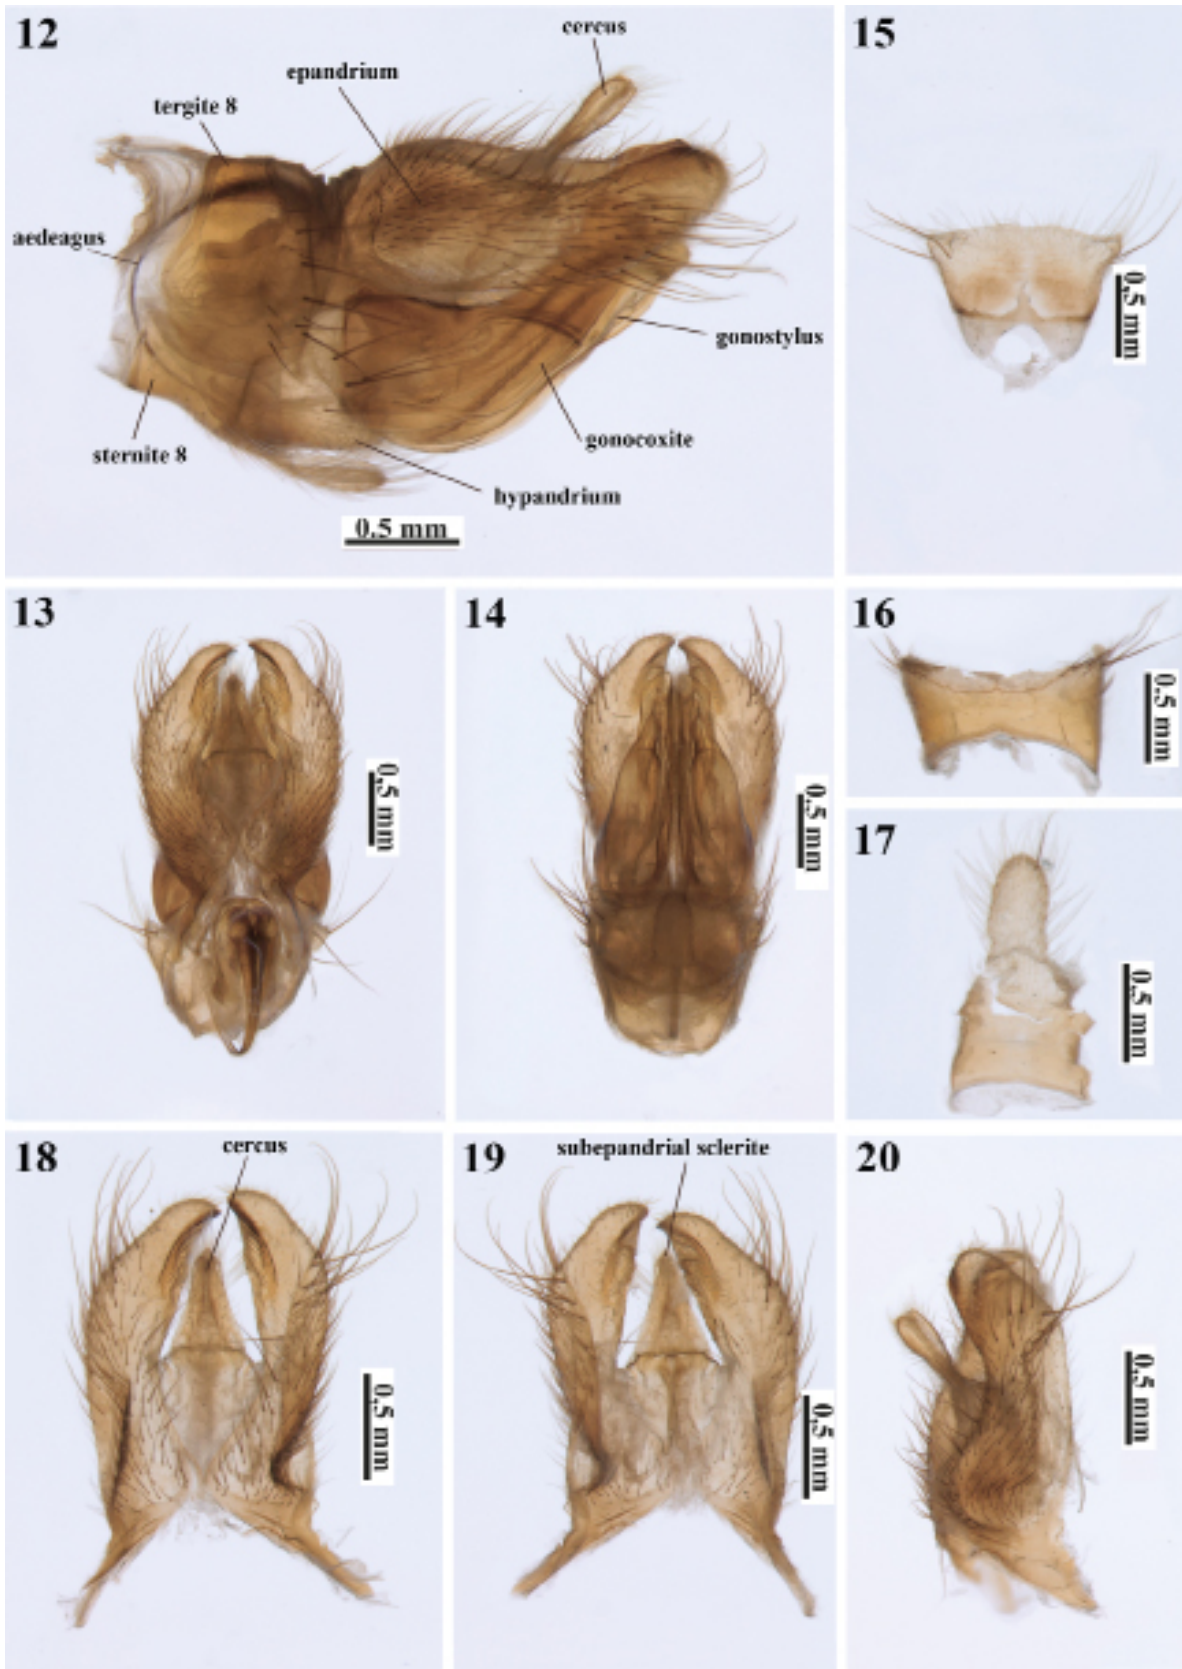 12
cercus
epandrium
tergite 8
aedeagus
gonostylus
gonocoxite
sternite 8
hypandrium
0.5 mm
15
0,5 mm
13
0,5 mm
14
0,5 mm
16
0,5 mm
17
0,5 mm
18
cercus
0,5 mm
19
subepandrial sclerite
0,5 mm
20
0,5 mm